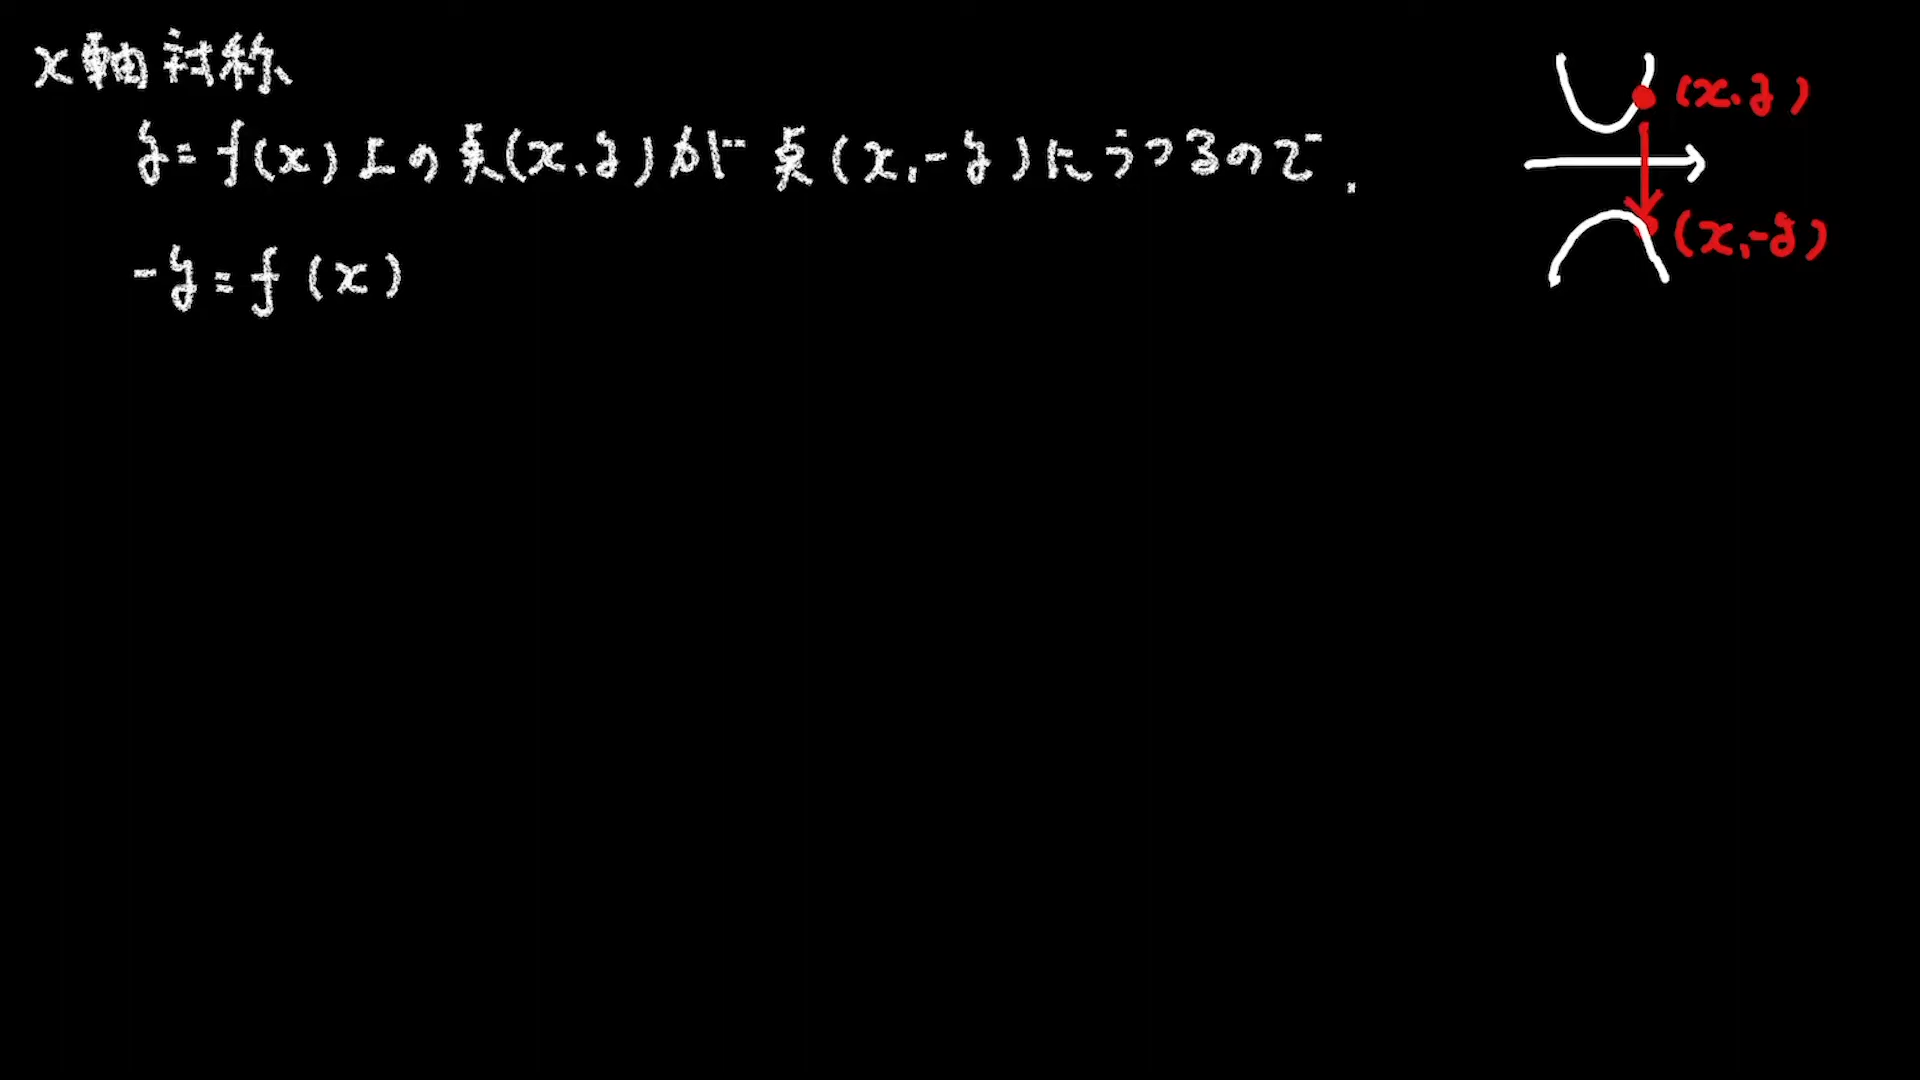 x軸対称
y=f(x)上の点(x,y)が点(x,-y)にうつるので、
-y=f(x)
(x,y)
(x,-y)